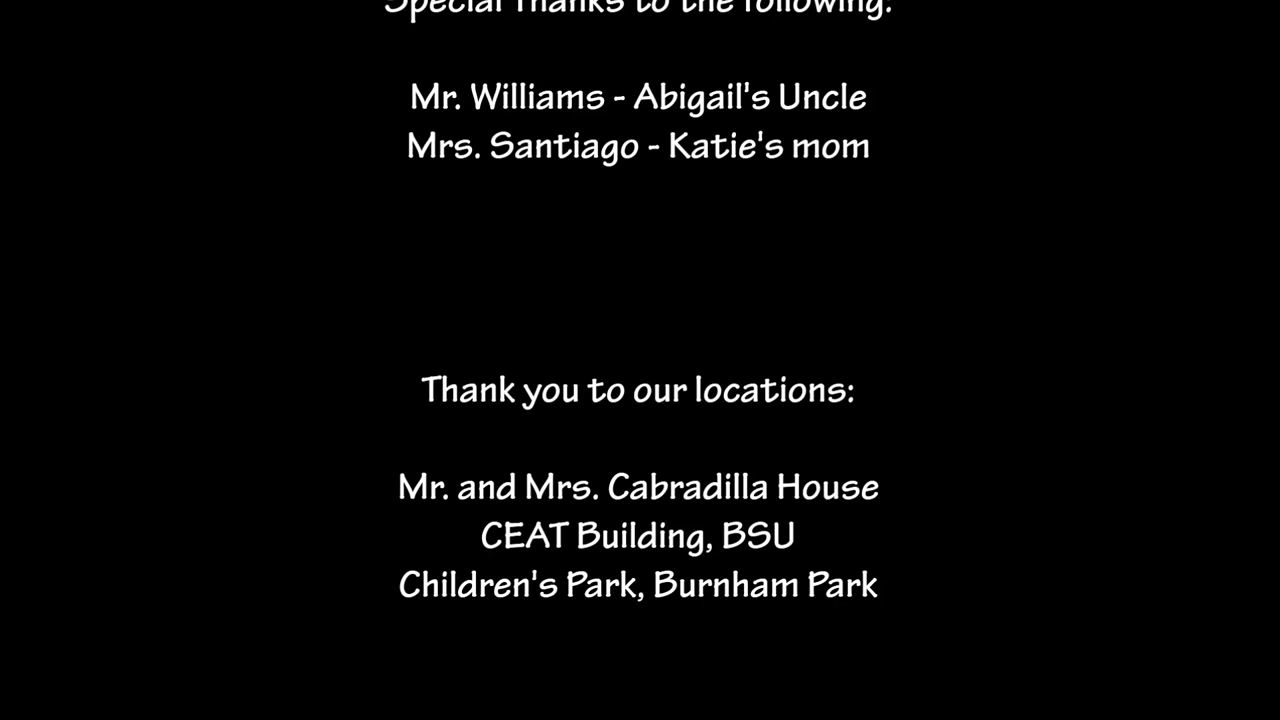 Special Thanks to the following:
Mr. Williams - Abigail's Uncle
Mrs. Santiago - Katie's mom
Thank you to our locations:
Mr. and Mrs. Cabradilla House
CEAT Building, BSU
Children's Park, Burnham Park